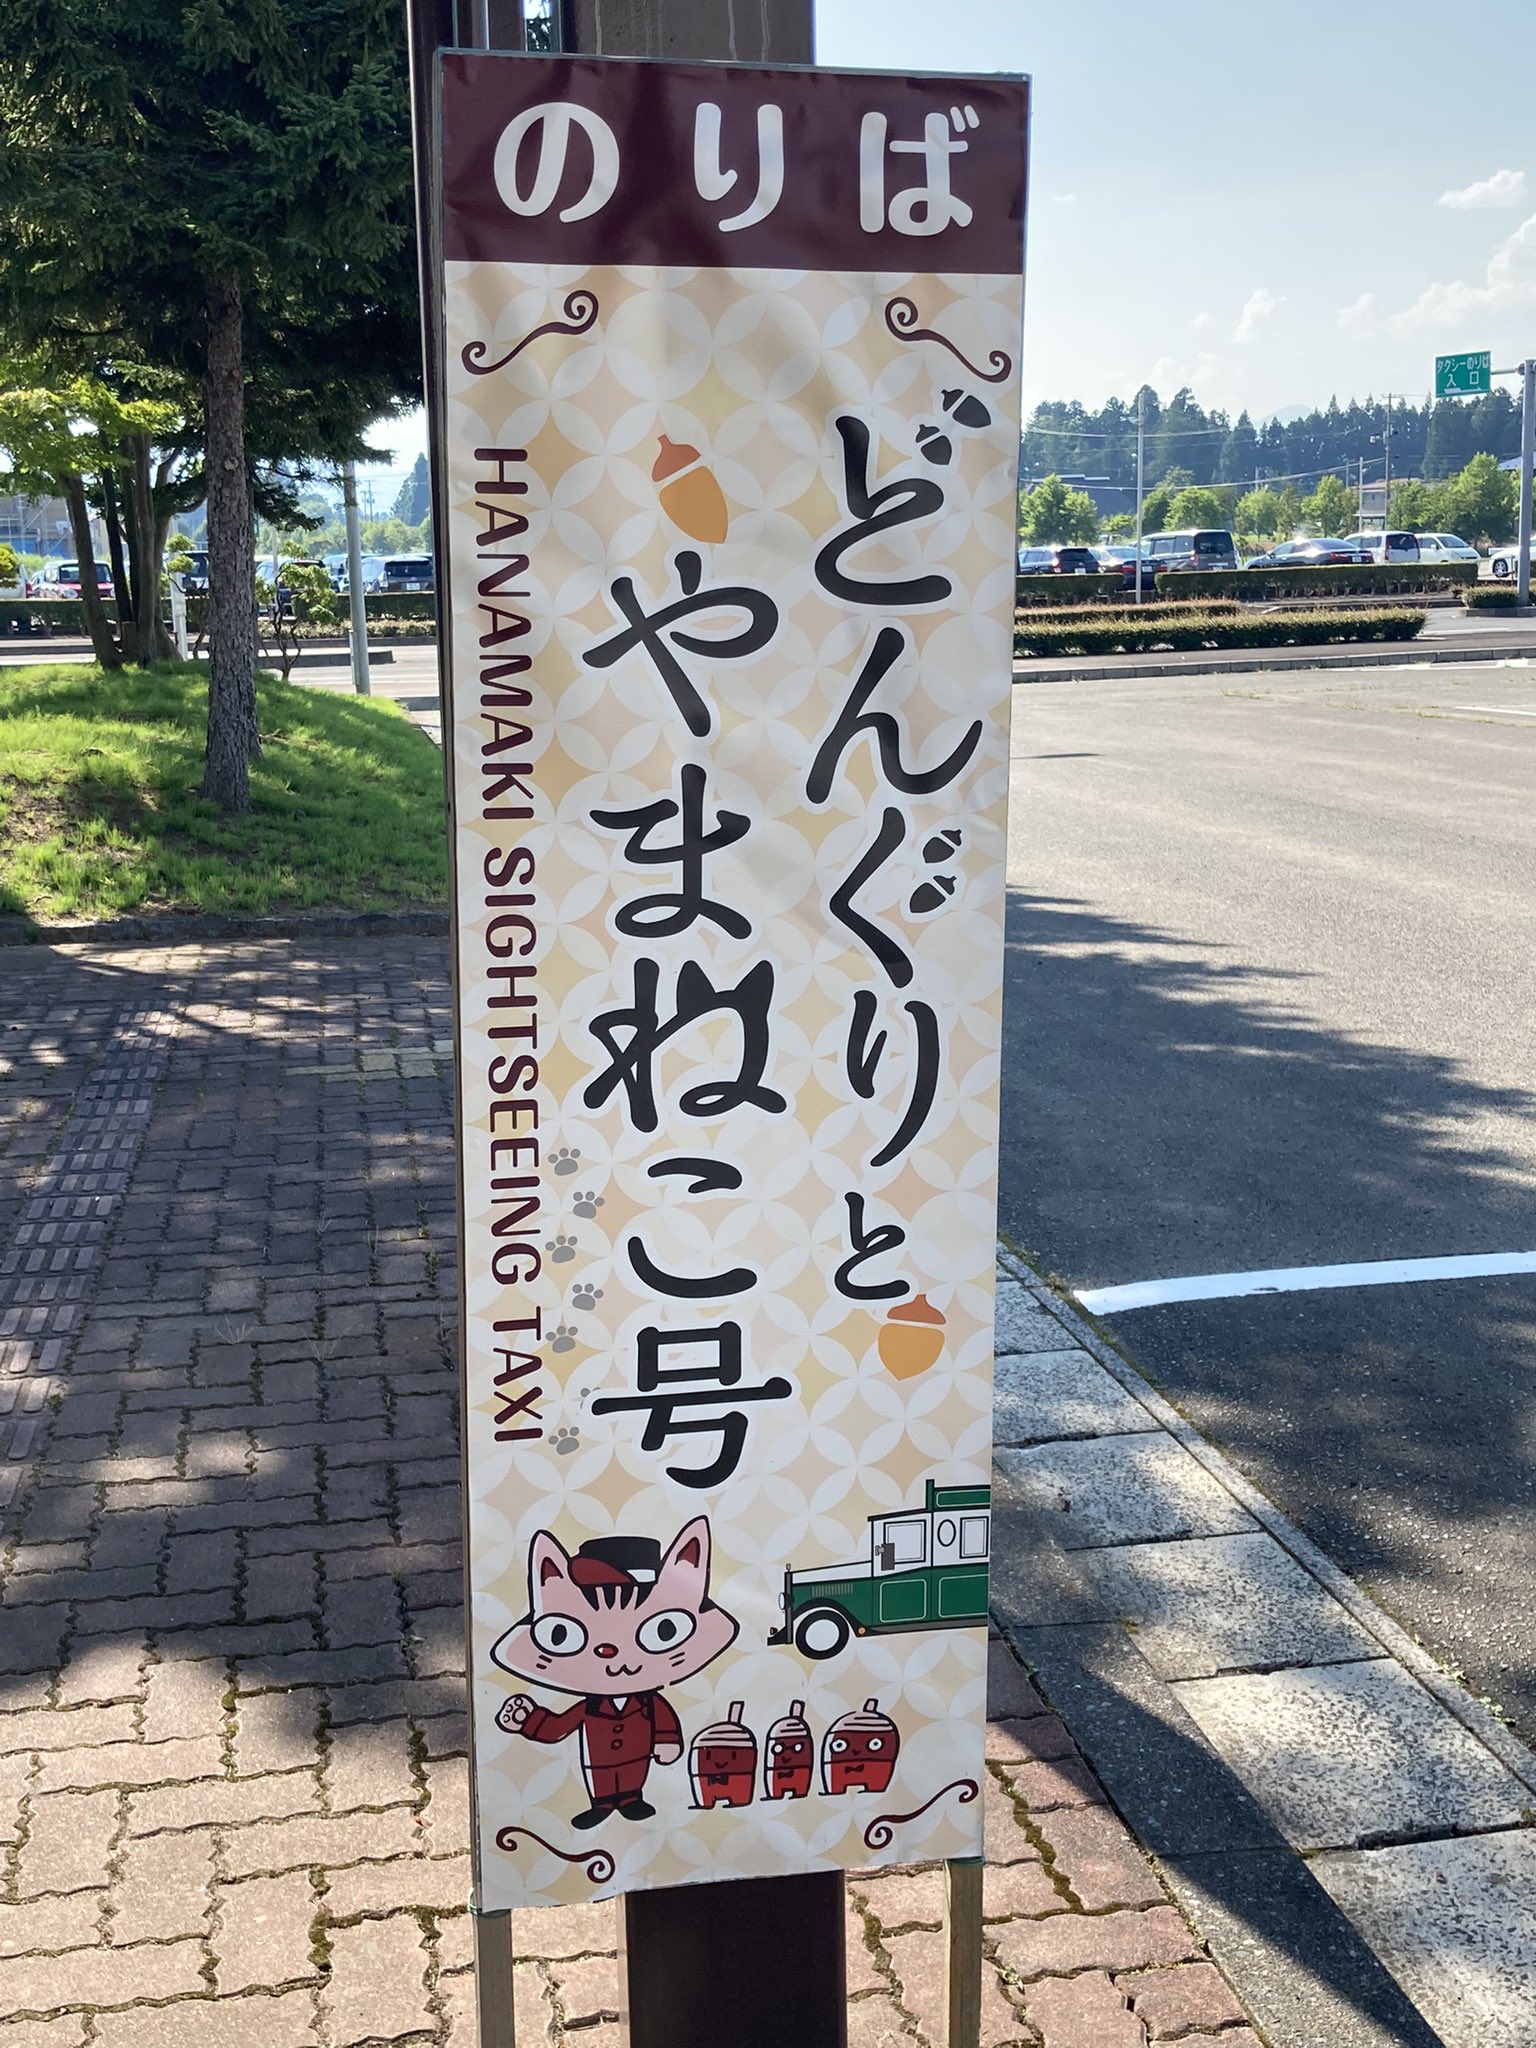 のりば
どんぐりと
やまねこ号
HANAMAKI SIGHTSEEING TAXI
タクシーのりば
入口